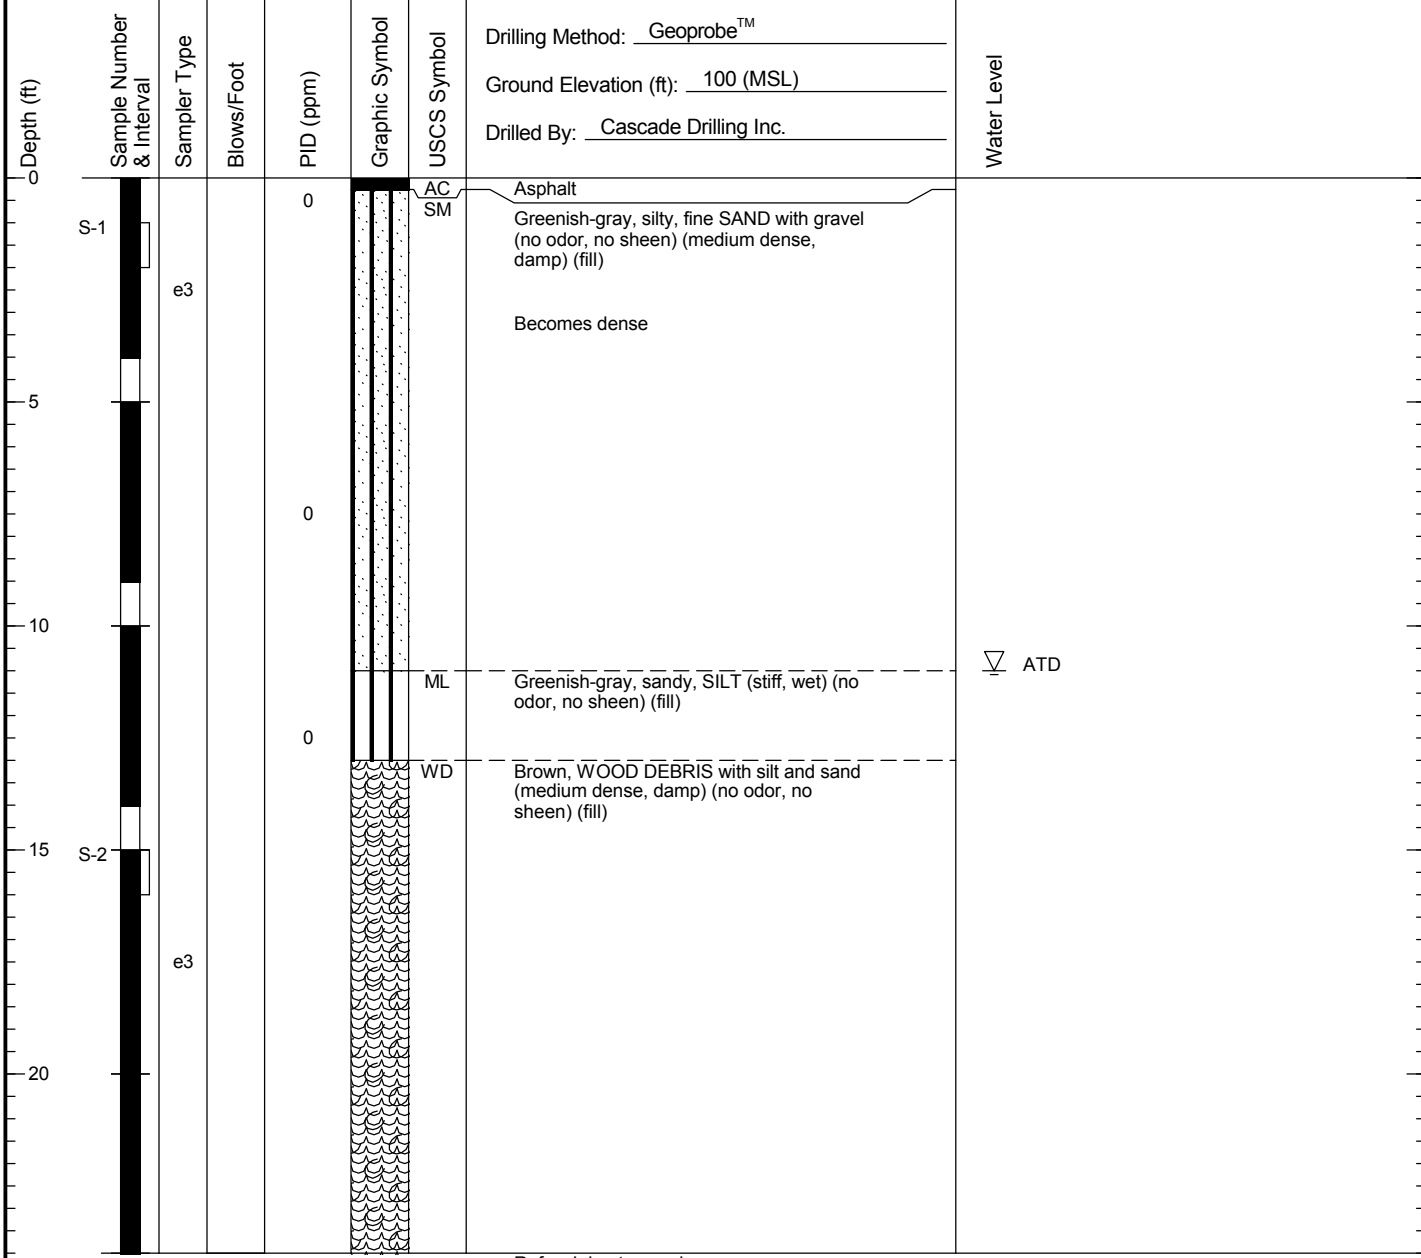 Depth (ft)
Sample Number
& Interval
Sampler Type
Blows/Foot
PID (ppm)
Graphic Symbol
USCS Symbol
Drilling Method: Geoprobe™
Ground Elevation (ft): 100 (MSL)
Drilled By: Cascade Drilling Inc.
Water Level
0
AC
Asphalt
0
SM
S-1
Greenish-gray, silty, fine SAND with gravel
(no odor, no sheen) (medium dense,
damp) (fill)
e3
Becomes dense
5
0
10
ATD
ML
Greenish-gray, sandy, SILT (stiff, wet) (no
odor, no sheen) (fill)
0
WD
Brown, WOOD DEBRIS with silt and sand
(medium dense, damp) (no odor, no
sheen) (fill)
15
S-2
e3
20